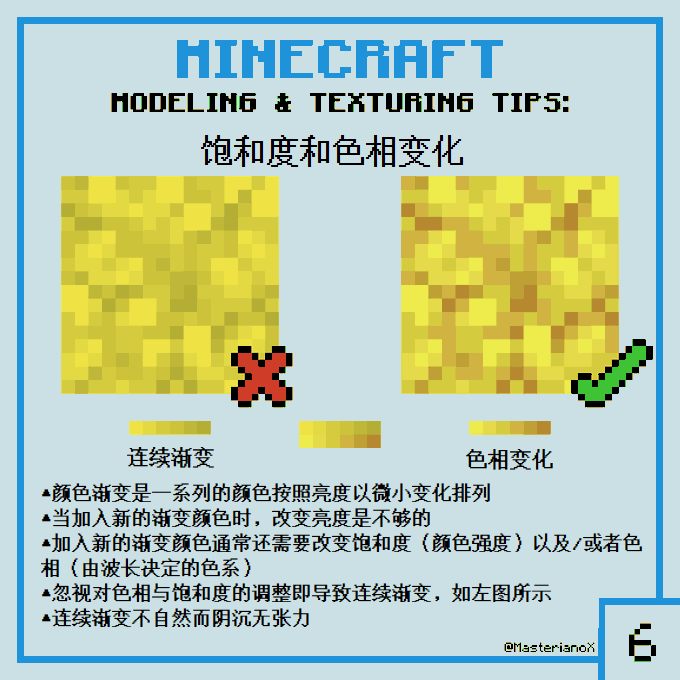 MINECRAFT
MODELING & TEXTURING TIPS:
饱和度和色相变化
连续渐变
色相变化
▲颜色渐变是一系列的颜色按照亮度以微小变化排列
▲当加入新的渐变颜色时，改变亮度是不够的
▲加入新的渐变颜色通常还需要改变饱和度（颜色强度）以及/或者色
相（由波长决定的色系）
▲忽视对色相与饱和度的调整即导致连续渐变，如左图所示
▲连续渐变不自然而阴沉无张力
@MasterianoX
6